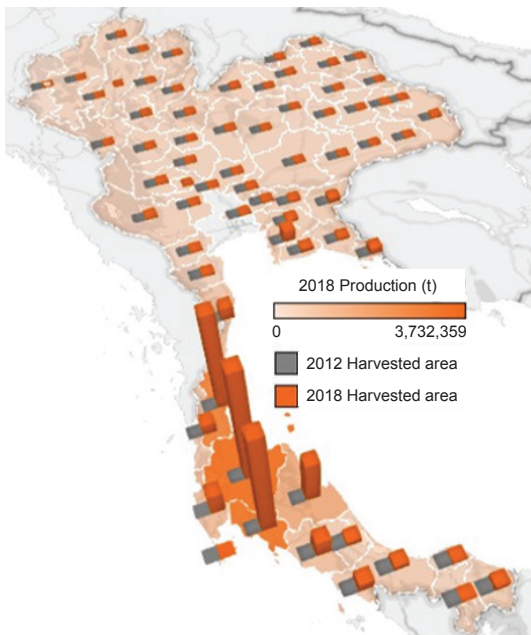 2018 Production (t)
0 3,732,359
2012 Harvested area
2018 Harvested area